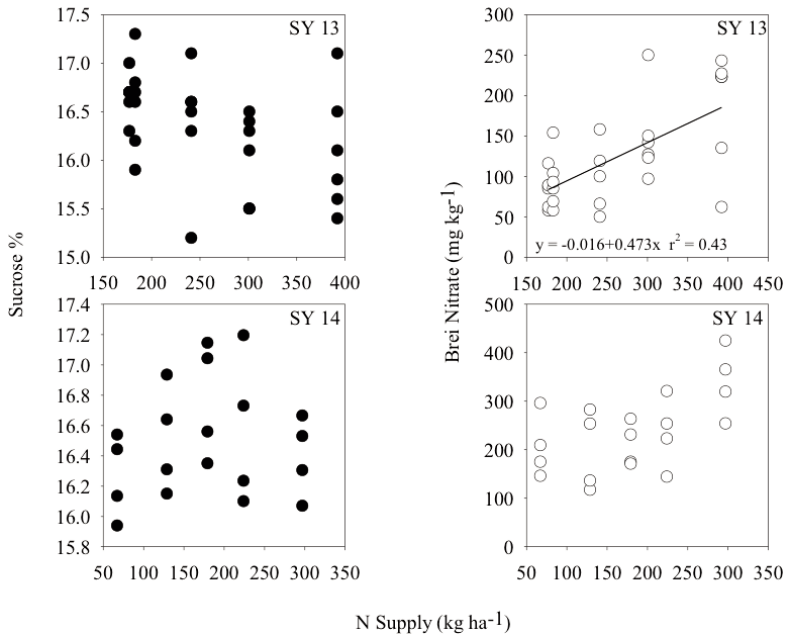 17.5
SY 13
17.0
16.5
16.0
15.5
15.0
150 200 250 300 350 400
300
SY 13
250
200
150
100
50
0
y = -0.016+0.473x r² = 0.43
150 200 250 300 350 400 450
Sucrose %
Brei Nitrate (mg kg⁻¹)
17.4
SY 14
17.2
17.0
16.8
16.6
16.4
16.2
16.0
15.8
50 100 150 200 250 300 350
500
SY 14
400
300
200
100
0
50 100 150 200 250 300 350
N Supply (kg ha⁻¹)